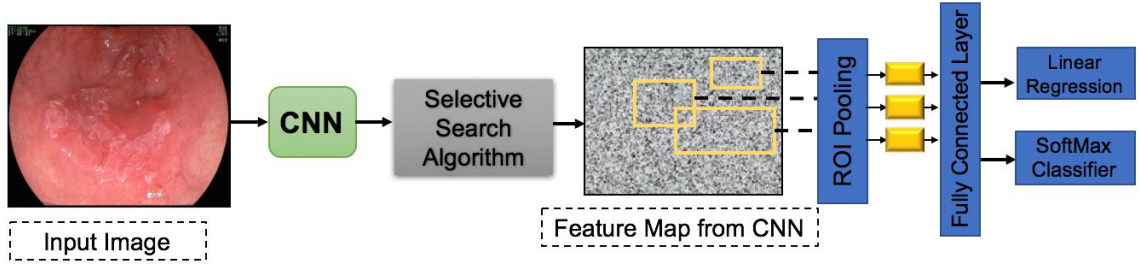 Input Image
CNN
Selective
Search
Algorithm
Feature Map from CNN
ROI Pooling
Fully Connected Layer
Linear
Regression
SoftMax
Classifier